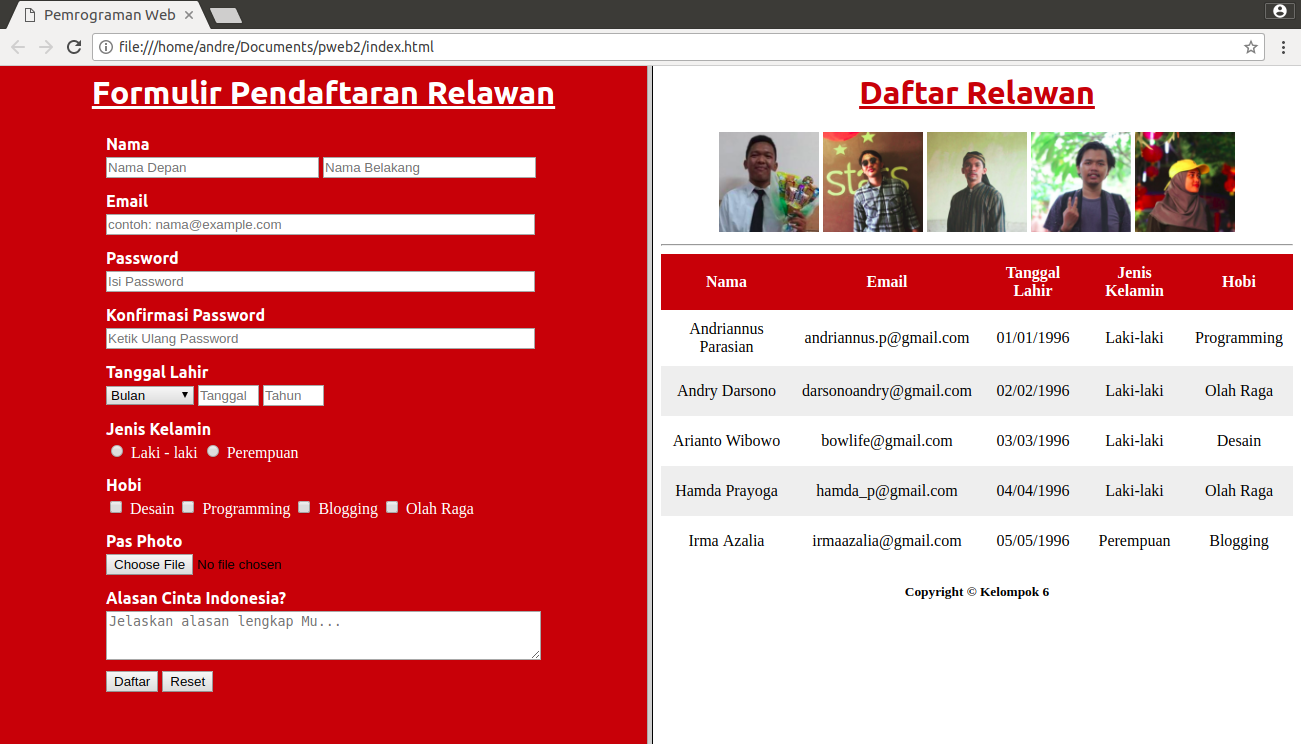 Pemrograman Web
file:///home/andre/Documents/pweb2/index.html
Formulir Pendaftaran Relawan
Nama
Nama Depan Nama Belakang
Email
contoh: nama@example.com
Password
Isi Password
Konfirmasi Password
Ketik Ulang Password
Tanggal Lahir
Bulan Tanggal Tahun
Jenis Kelamin
Laki - laki Perempuan
Hobi
Desain Programming Blogging Olah Raga
Pas Photo
Choose File No file chosen
Alasan Cinta Indonesia?
Jelaskan alasan lengkap Mu...
Daftar Reset
Daftar Relawan
stars
Nama Email Tanggal Lahir Jenis Kelamin Hobi
Andriannus Parasian andriannus.p@gmail.com 01/01/1996 Laki-laki Programming
Andry Darsono darsonoandry@gmail.com 02/02/1996 Laki-laki Olah Raga
Arianto Wibowo bowlife@gmail.com 03/03/1996 Laki-laki Desain
Hamda Prayoga hamda_p@gmail.com 04/04/1996 Laki-laki Olah Raga
Irma Azalia irmaazalia@gmail.com 05/05/1996 Perempuan Blogging
Copyright © Kelompok 6